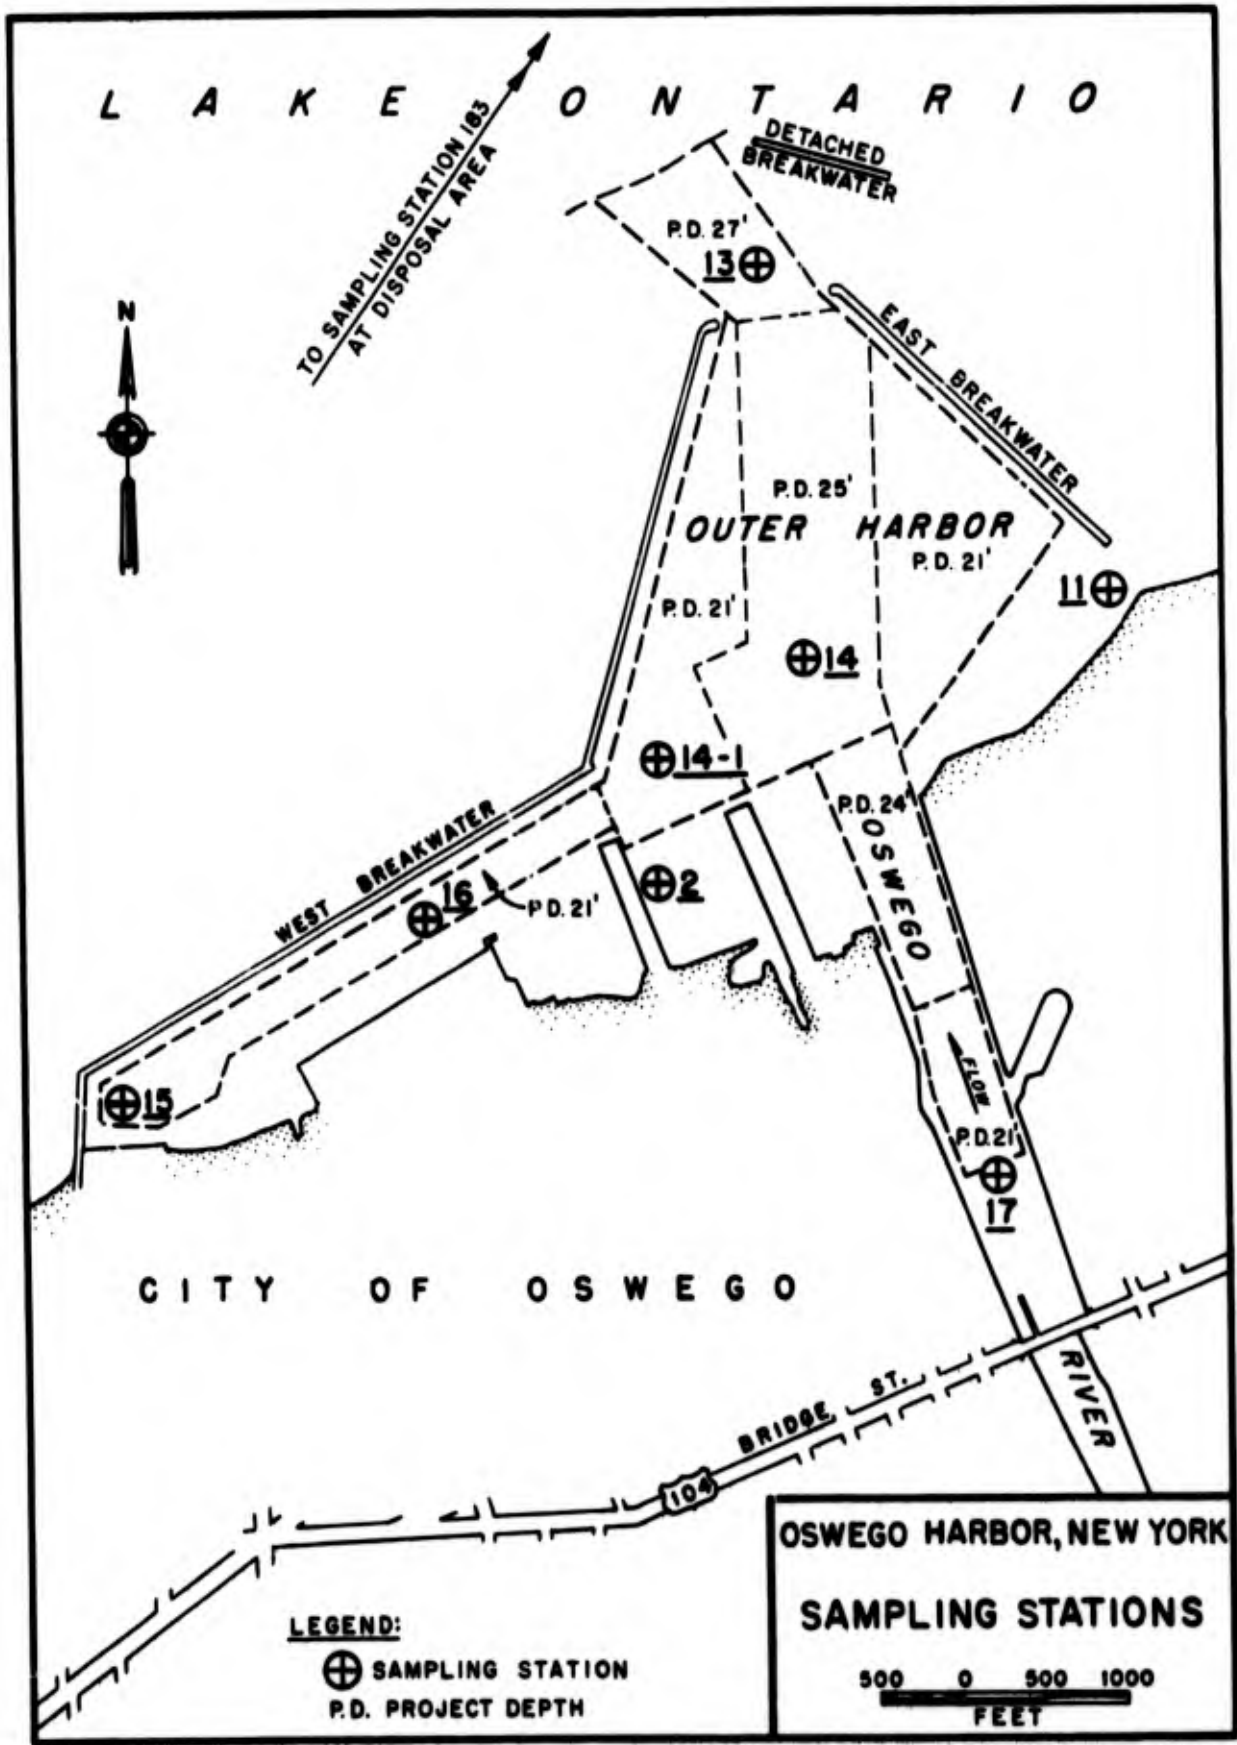 LAKE ONTARIO
DETACHED
BREAKWATER
TO SAMPLING STATION 183
AT DISPOSAL AREA
P.D. 27'
13
N
EAST BREAKWATER
P.D. 25'
OUTER HARBOR
P.D. 21'
11
P.D. 21'
14
14-1
P.D. 24'
OSWEGO
WEST BREAKWATER
16
P.D. 21'
2
15
FLOW
P.D. 21'
17
CITY OF OSWEGO
RIVER
BRIDGE ST.
104
OSWEGO HARBOR, NEW YORK
SAMPLING STATIONS
500 0 500 1000
FEET
LEGEND:
SAMPLING STATION
P.D. PROJECT DEPTH